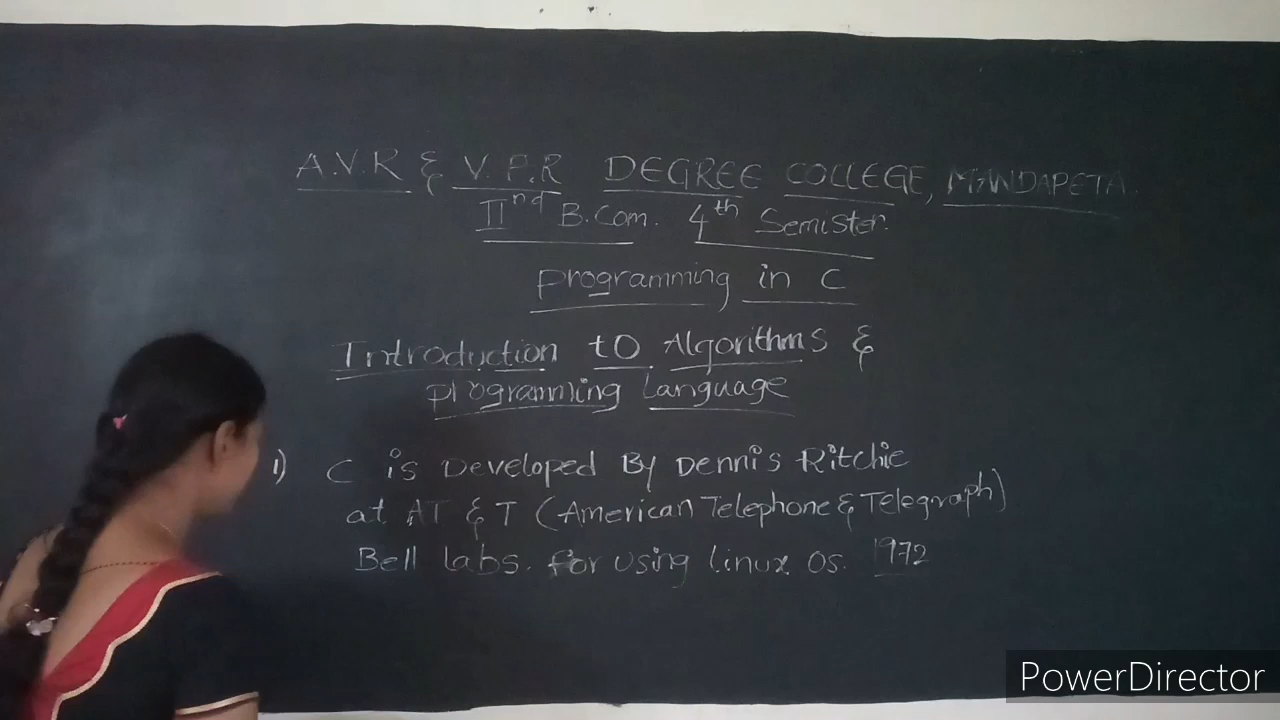 A.V.R & V.P.R DEGREE COLLEGE, MANDAPETA.
IInd B.Com. 4th Semister.
programming in C
Introduction to Algorithms &
programming language
1) C is Developed By Dennis Ritchie
at AT & T (American Telephone & Telegraph)
Bell labs. for using linux os. 1972
PowerDirector